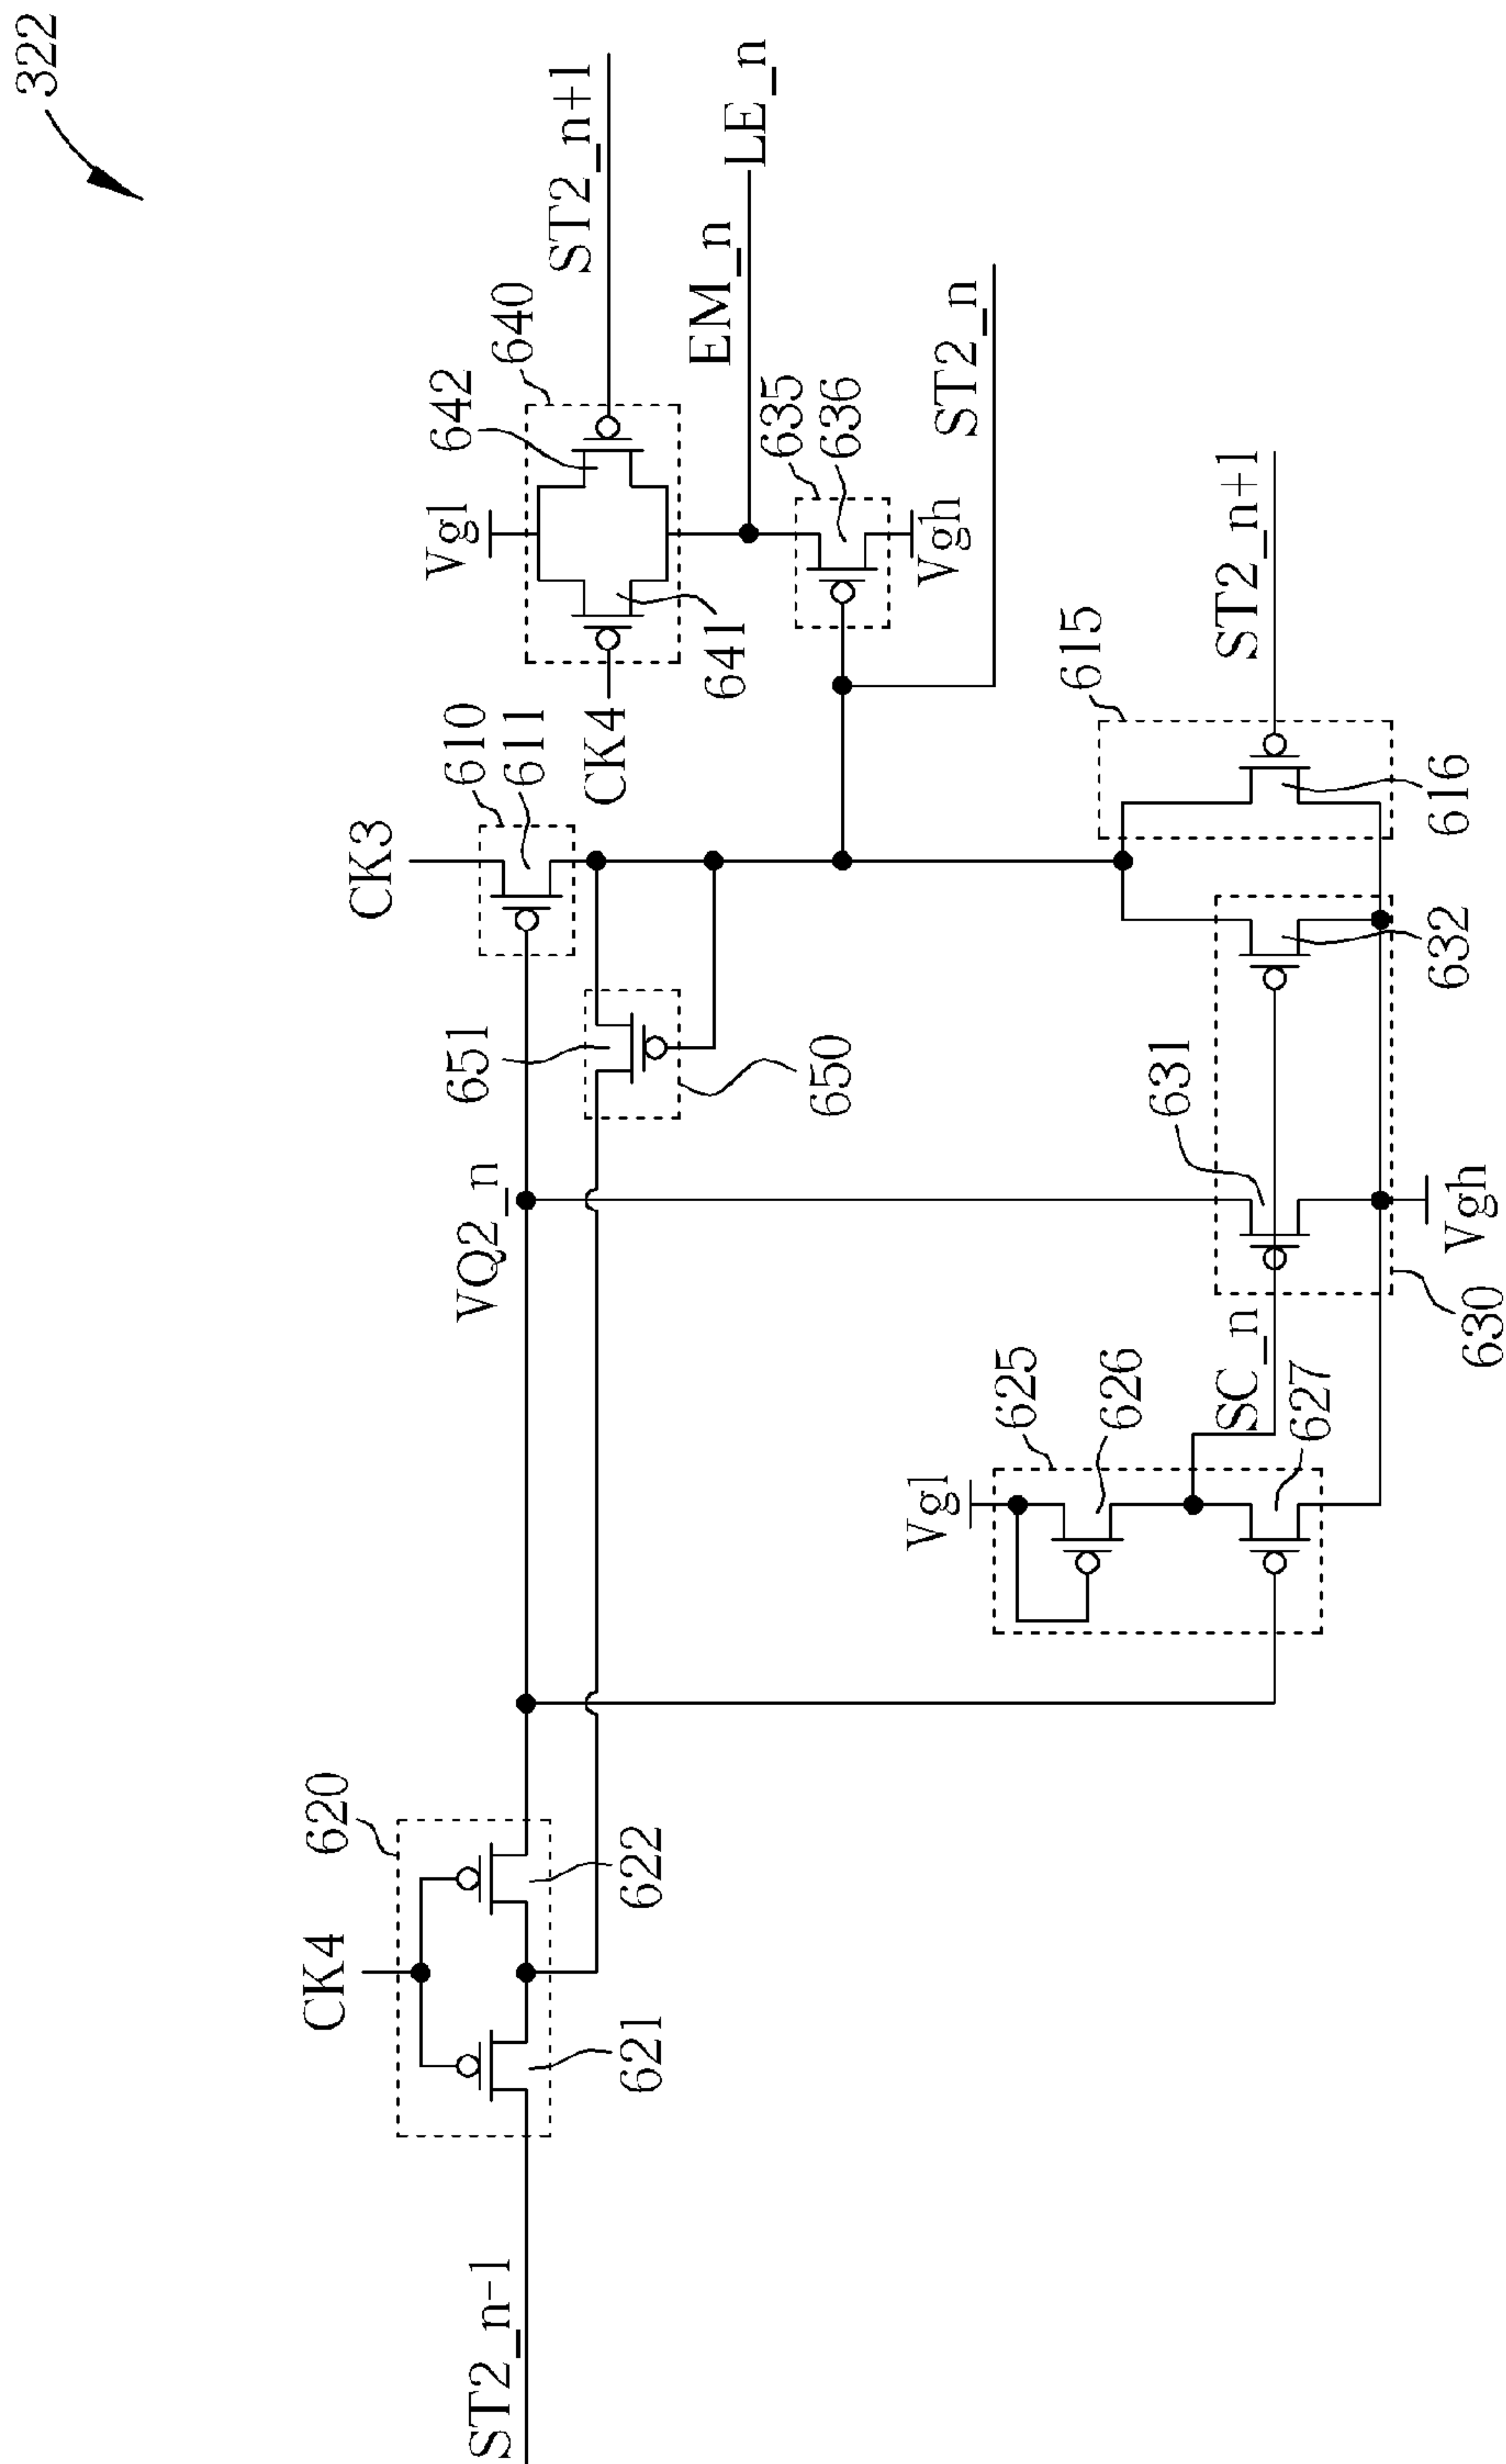 322
ST2_n+1
LE_n
EM_n
640
642
Vgl
635
636
ST2_n
Vgh
641
CK4
610
611
CK3
615
ST2_n+1
616
651
650
632
631
VQ2_n
Vgh
630
SC_n
625
626
627
Vgl
620
622
CK4
621
ST2_n-1